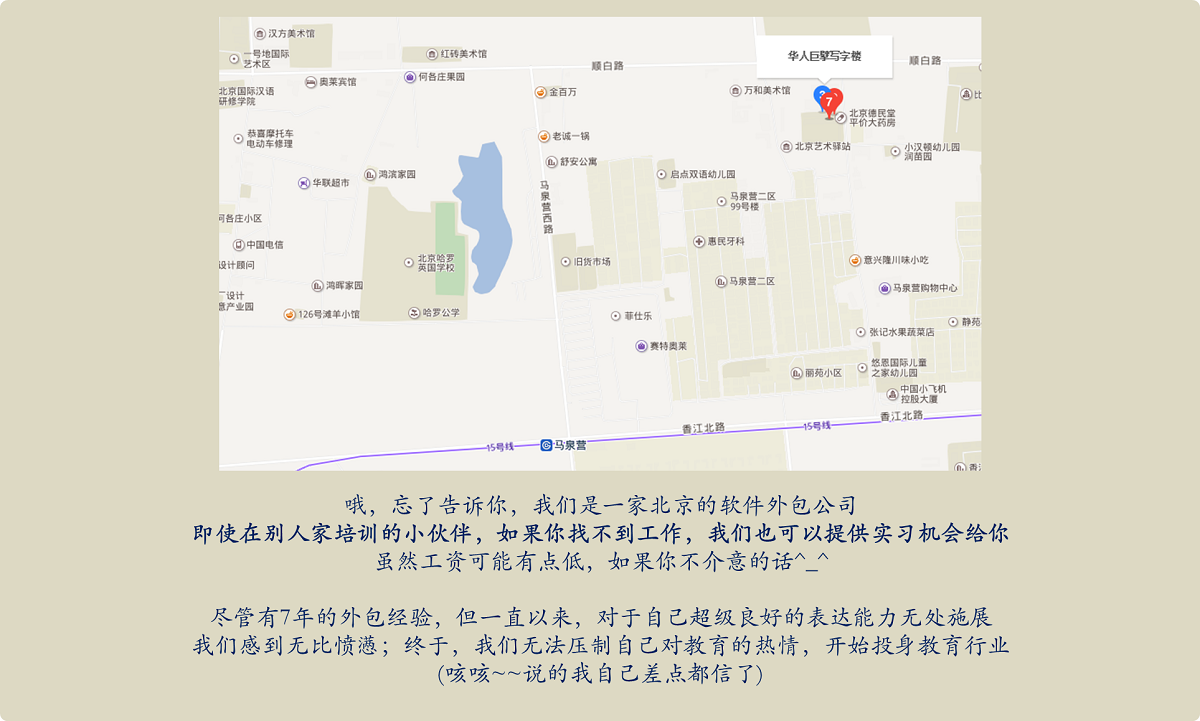 汉方美术馆
一号地国际
艺术区
红砖美术馆
顺白路
华人巨擘写字楼
顺白路
奥莱宾馆
何各庄果园
北京国际汉语
研修学院
金百万
万和美术馆
7
比
北京德民堂
平价大药房
恭喜摩托车
电动车修理
老诚一锅
北京艺术驿站
小汉顿幼儿园
润苗园
舒安公寓
鸿滨家园
华联超市
启点双语幼儿园
马泉营西路
马泉营二区
99号楼
何各庄小区
中国电信
惠民牙科
设计顾问
北京哈罗
英国学校
旧货市场
意兴隆川味小吃
鸿晖家园
马泉营二区
马泉营购物中心
厂设计
意产业园
126号滩羊小馆
哈罗公学
菲仕乐
静苑
张记水果蔬菜店
赛特奥莱
丽苑小区
悠恩国际儿童
之家幼儿园
中国小飞机
控股大厦
香江北路
香江北路
15号线
15号线
马泉营
香江
哦，忘了告诉你，我们是一家北京的软件外包公司
即使在别人家培训的小伙伴，如果你找不到工作，我们也可以提供实习机会给你
虽然工资可能有点低，如果你不介意的话^_^
尽管有7年的外包经验，但一直以来，对于自己超级良好的表达能力无处施展
我们感到无比愤懑；终于，我们无法压制自己对教育的热情，开始投身教育行业
(咳咳~~说的我自己差点都信了)